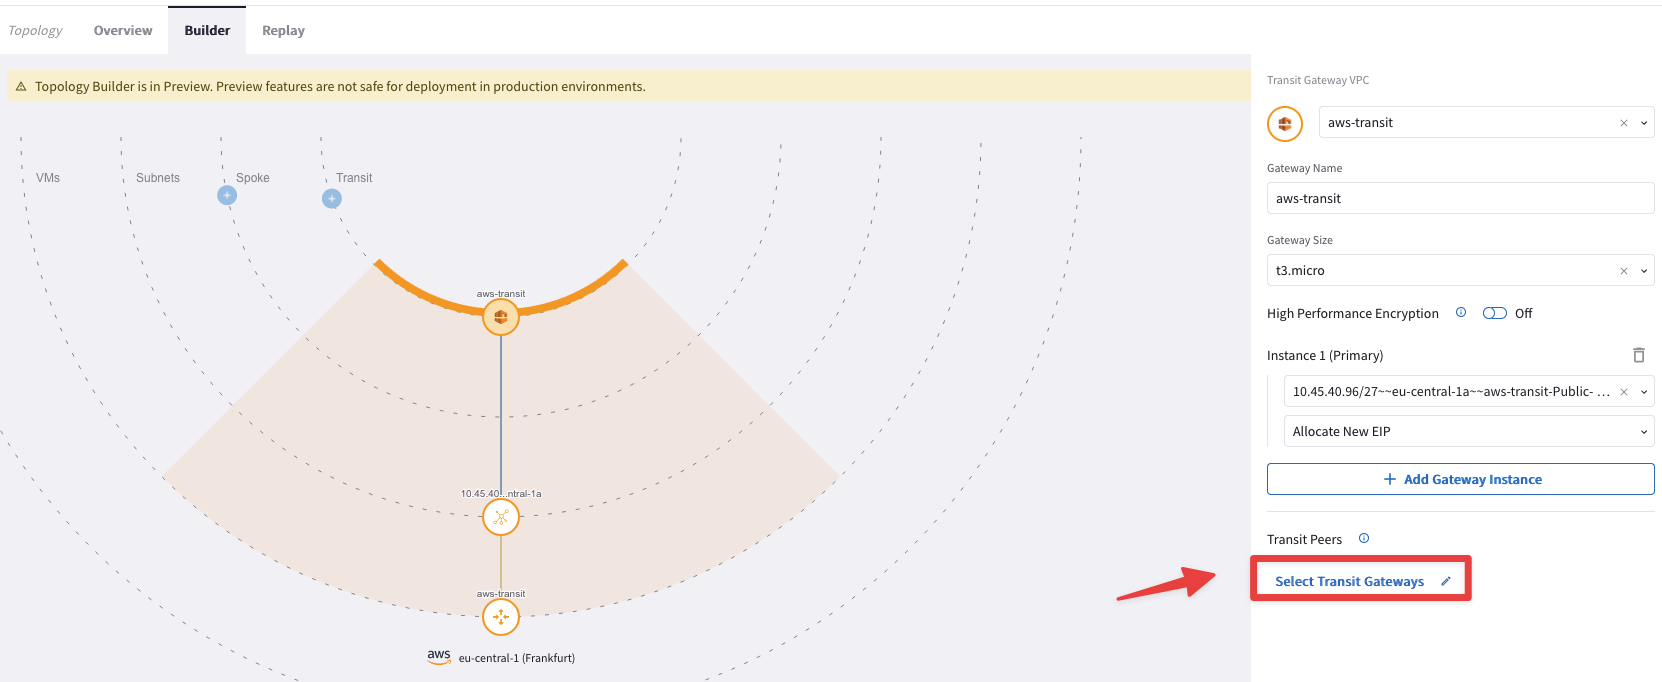 Topology Overview Builder Replay
Topology Builder is in Preview. Preview features are not safe for deployment in production environments.
VMs Subnets Spoke Transit
aws-transit
10.45.40...ntral-1a
aws-transit
aws eu-central-1 (Frankfurt)
Transit Gateway VPC
aws-transit
Gateway Name
aws-transit
Gateway Size
t3.micro
High Performance Encryption Off
Instance 1 (Primary)
10.45.40.96/27~~eu-central-1a~~aws-transit-Public- ...
Allocate New EIP
+ Add Gateway Instance
Transit Peers
Select Transit Gateways